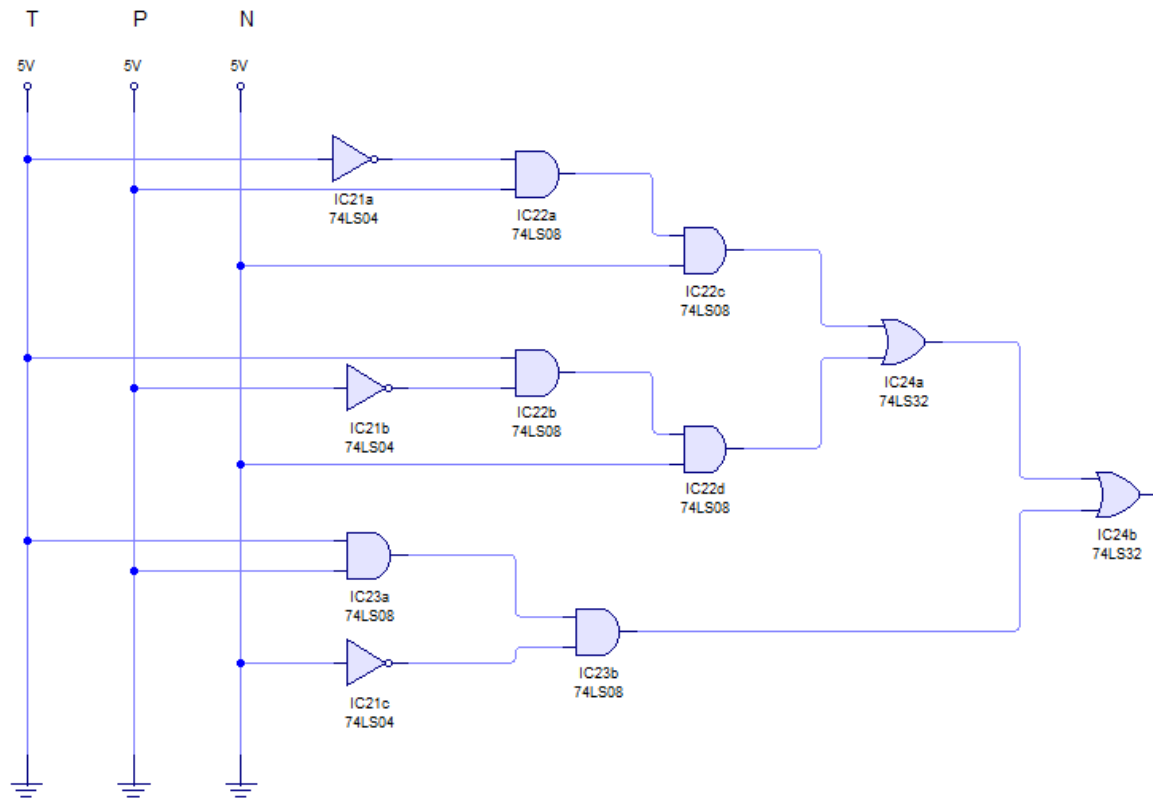 T P N
5V 5V 5V
IC21a
74LS04
IC22a
74LS08
IC22c
74LS08
IC24a
74LS32
IC21b
74LS04
IC22b
74LS08
IC22d
74LS08
IC24b
74LS32
IC23a
74LS08
IC23b
74LS08
IC21c
74LS04